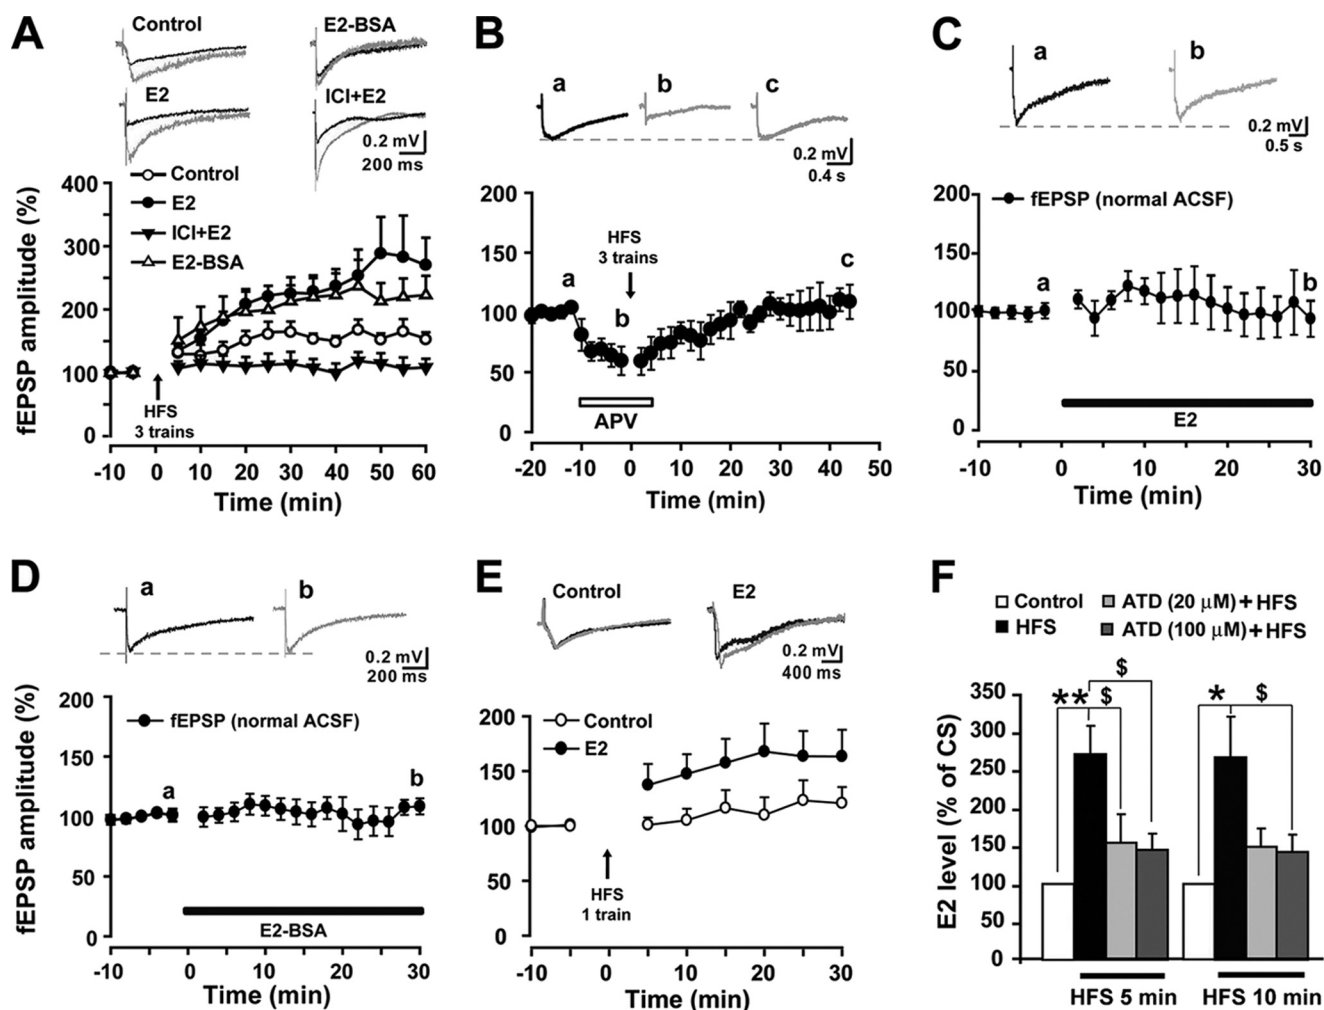 A
Control
E2-BSA
E2
ICI+E2
0.2 mV
200 ms
Control
E2
ICI+E2
E2-BSA
fEPSP amplitude (%)
400
300
200
100
0
HFS
3 trains
-10 0 10 20 30 40 50 60
Time (min)
B
a
b
c
0.2 mV
0.4 s
200
150
100
50
0
HFS
3 trains
a
b
c
APV
-20 -10 0 10 20 30 40 50
Time (min)
C
a
b
0.2 mV
0.5 s
200
150
100
50
0
fEPSP (normal ACSF)
a
b
E2
-10 0 10 20 30
Time (min)
D
a
b
0.2 mV
200 ms
fEPSP amplitude (%)
200
150
100
50
0
fEPSP (normal ACSF)
a
b
E2-BSA
-10 0 10 20 30
Time (min)
E
Control
E2
0.2 mV
400 ms
200
150
100
50
0
Control
E2
HFS
1 train
-10 0 10 20 30
Time (min)
F
Control
ATD (20 µM)+HFS
HFS
ATD (100 µM)+HFS
E2 level (% of CS)
350
300
250
200
150
100
50
0
** $
$
* $
HFS 5 min
HFS 10 min